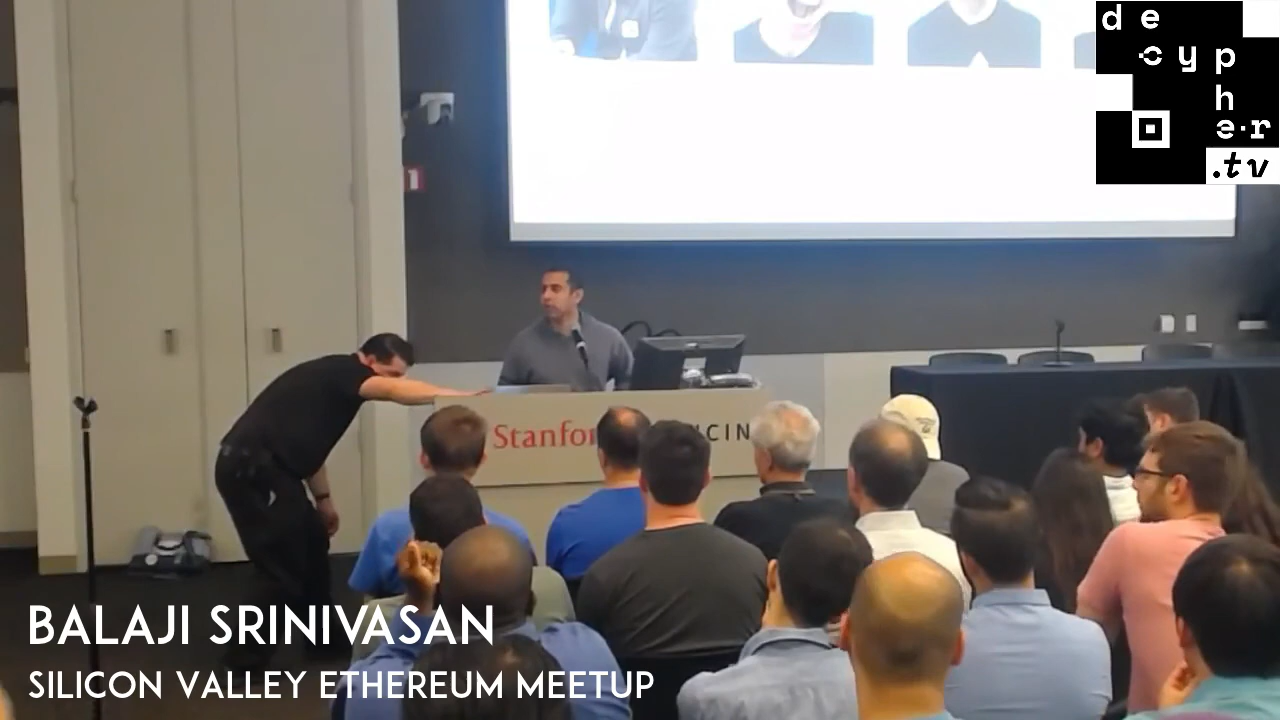 de
cyp
h
er
.tv
Stanfor
CIN
BALAJI SRINIVASAN
SILICON VALLEY ETHEREUM MEETUP